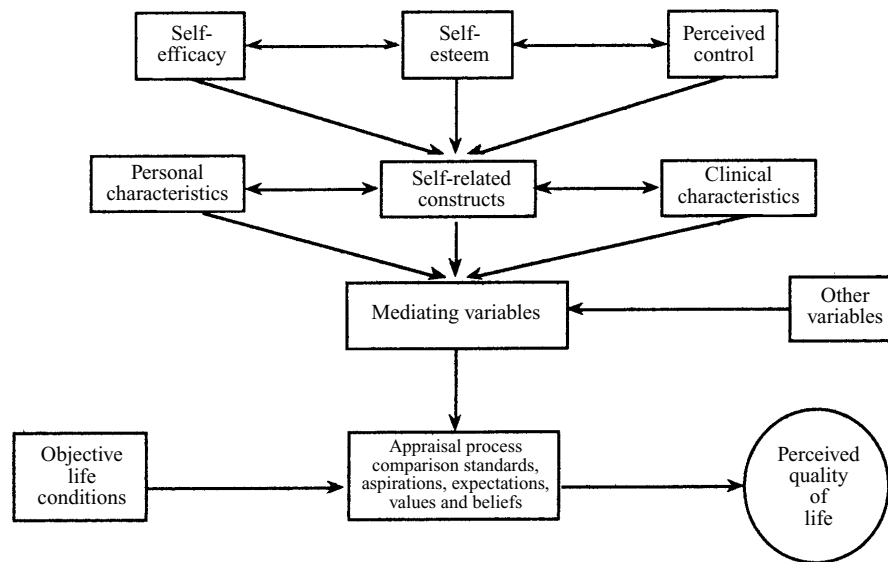 Self-
efficacy
Self-
esteem
Perceived
control
Personal
characteristics
Self-related
constructs
Clinical
characteristics
Mediating variables
Other
variables
Objective
life
conditions
Appraisal process
comparison standards,
aspirations, expectations,
values and beliefs
Perceived
quality
of
life